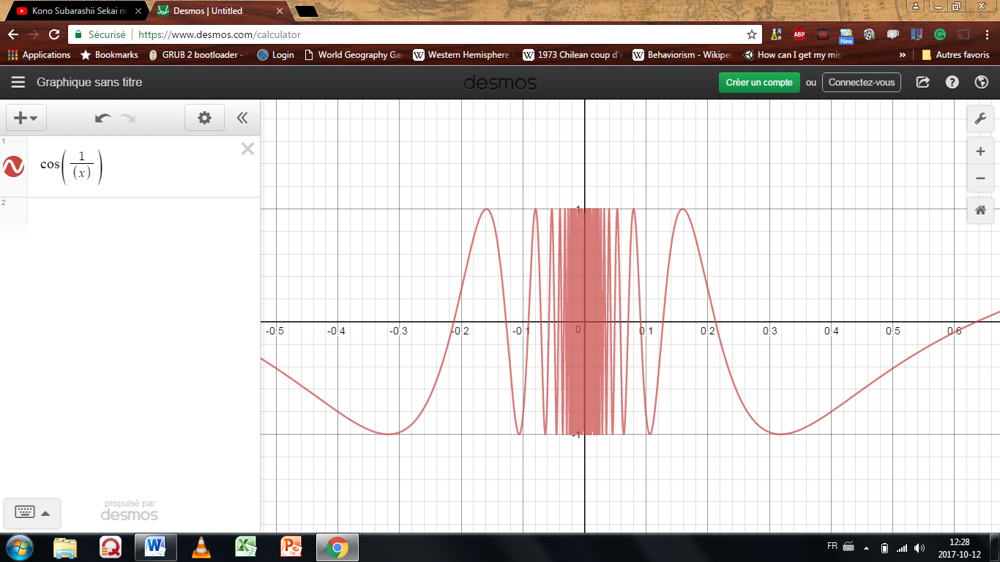 Kono Subarashii Sekai ni
Desmos | Untitled
Sécurisé | https://www.desmos.com/calculator
ABP
New
Applications Bookmarks GRUB 2 bootloader - Login World Geography Gar Western Hemisphere 1973 Chilean coup d'é Behaviorism - Wikipe How can I get my mis » Autres favoris
Graphique sans titre desmos Créer un compte ou Connectez-vous
1
cos(1/(x))
2
1
-0.5 -0.4 -0.3 -0.2 -0.1 0 0.1 0.2 0.3 0.4 0.5 0.6
-1
propulsé par
desmos
FR 12:28
2017-10-12